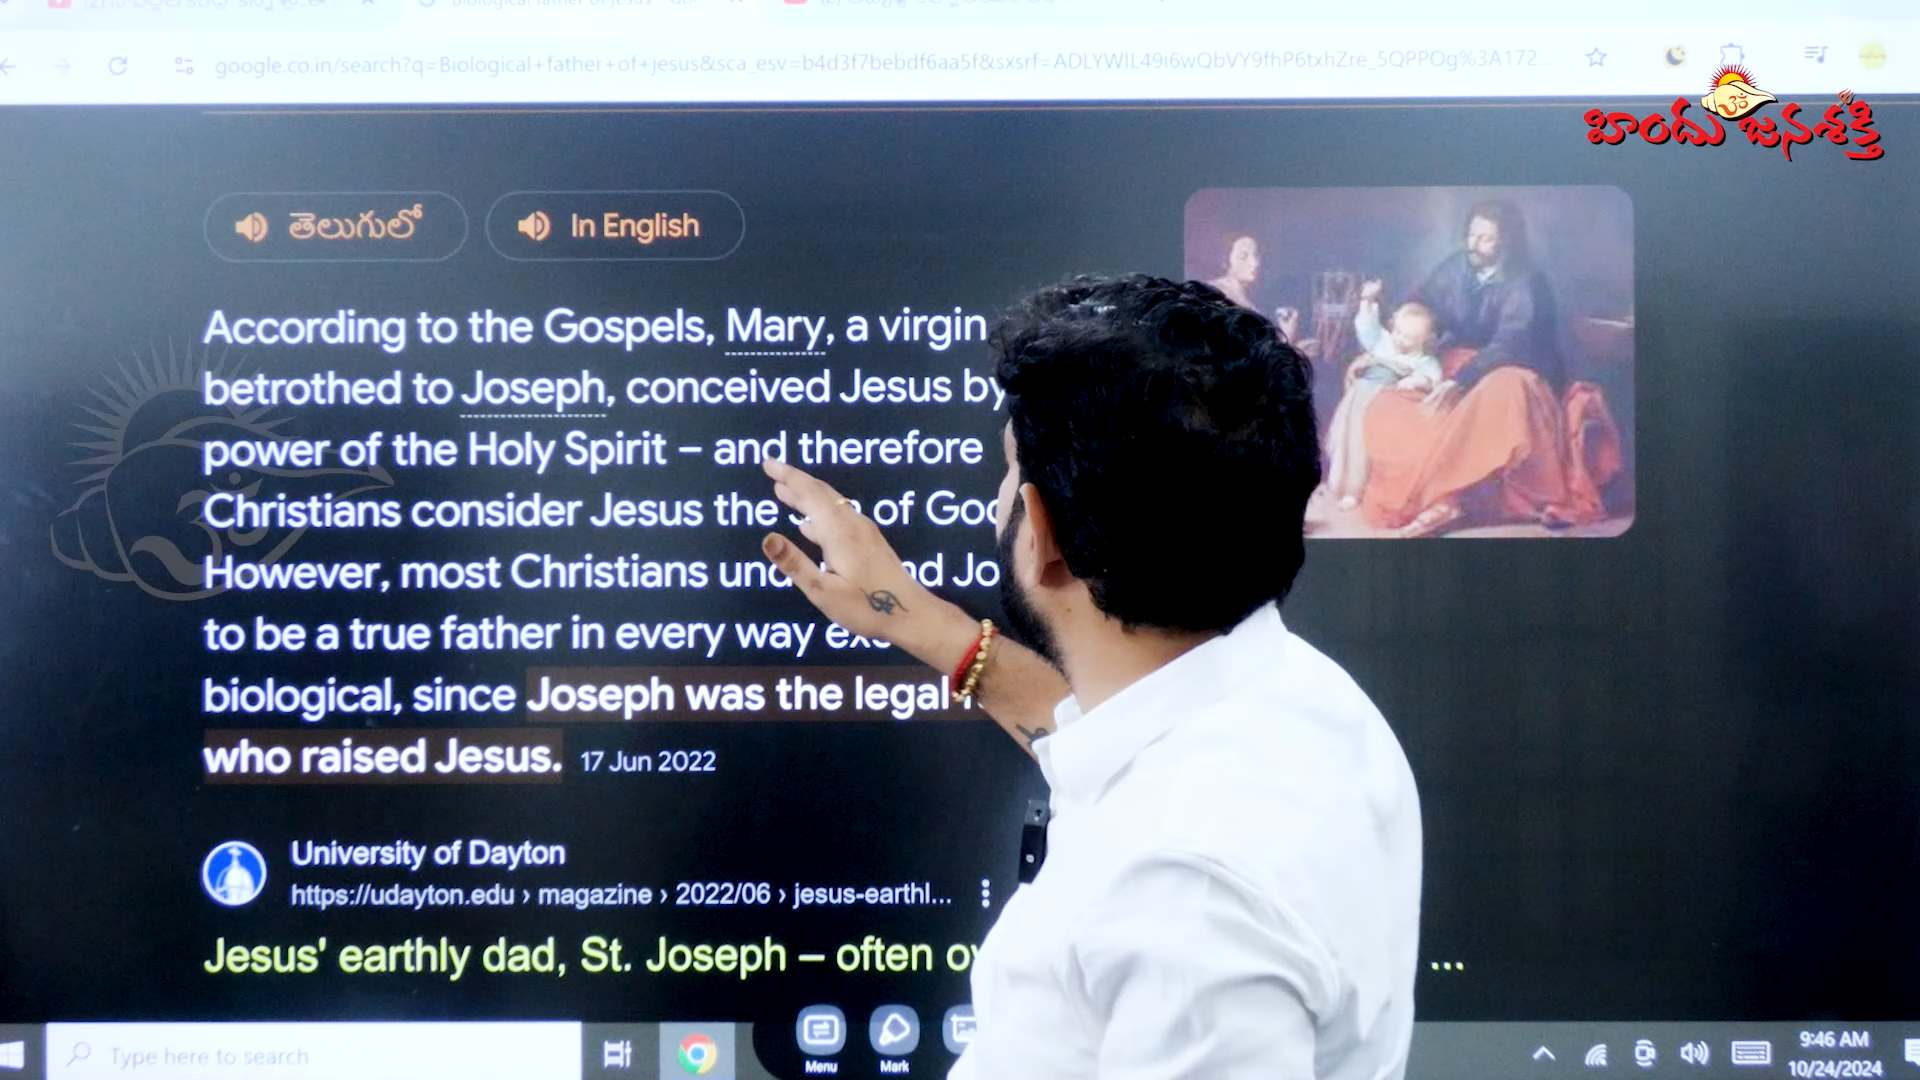 google.co.in/search?q=Biological+father+of+jesus&sca_esv=b4d3f7bebdf6aa5f&sxsrf=ADLYWIL49i6wQbVY9fhP6txhZre_5QPPOg%3A172...
హిందు జనశక్తి
తెలుగులో In English
According to the Gospels, Mary, a virgin
betrothed to Joseph, conceived Jesus by
power of the Holy Spirit – and therefore
Christians consider Jesus the of God
However, most Christians Jo
to be a true father in every way
biological, since Joseph was the legal
who raised Jesus. 17 Jun 2022
University of Dayton
https://udayton.edu › magazine › 2022/06 › jesus-earthl...
Jesus' earthly dad, St. Joseph – often ...
Type here to search
Menu Mark
9:46 AM
10/24/2024